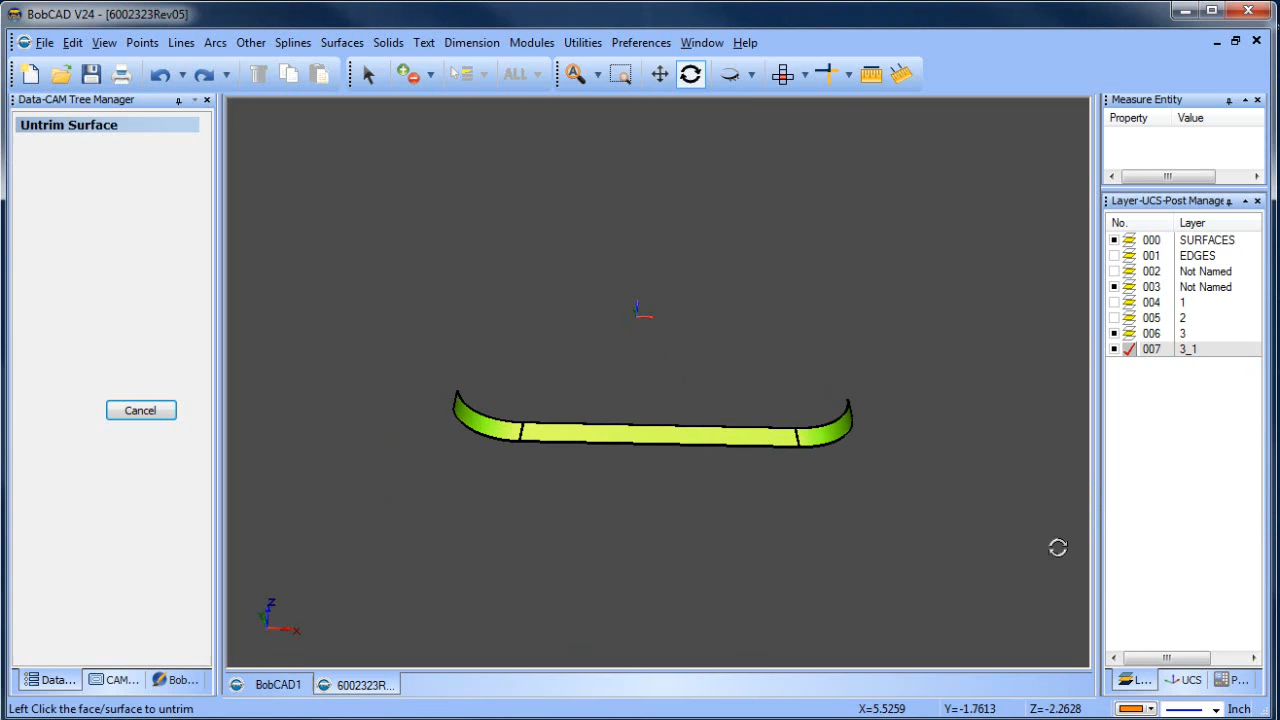 BobCAD V24 - [6002323Rev05]
File Edit View Points Lines Arcs Other Splines Surfaces Solids Text Dimension Modules Utilities Preferences Window Help
ALL
Data-CAM Tree Manager
Untrim Surface
Cancel
Data... CAM... Bob...
Z
X
BobCAD1 6002323R...
Measure Entity
Property Value
Layer-UCS-Post Manage
No. Layer
000 SURFACES
001 EDGES
002 Not Named
003 Not Named
004 1
005 2
006 3
007 3_1
L... UCS P...
Left Click the face/surface to untrim X=5.5259 Y=-1.7613 Z=-2.2628 Inch